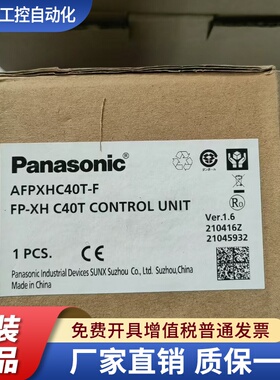 工控自动化
Panasonic
AFPXHC40T-F
FP-XH C40T CONTROL UNIT
Ver.1.6
210416Z
21045932
1 PCS.
CE
Panasonic Industrial Devices SUNX Suzhou Co., Ltd. Suzhou,China
Made in China
装
品
免费开具增值税普通发票
厂家直销 质保一年